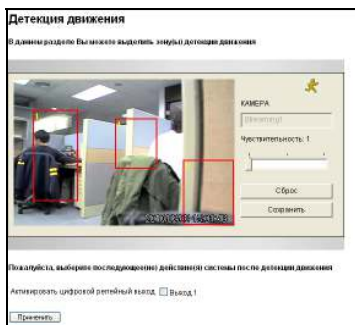 Детекция движения
В данном разделе Вы можете выделить зону(ы) детекции движения
КАМЕРА
Чувствительность: 1
Сброс
Сохранить
Пожалуйста, выберите последующее(ие) действие(я) системы после детекции движения
Активировать цифровой релейный выход Выход 1
Применить